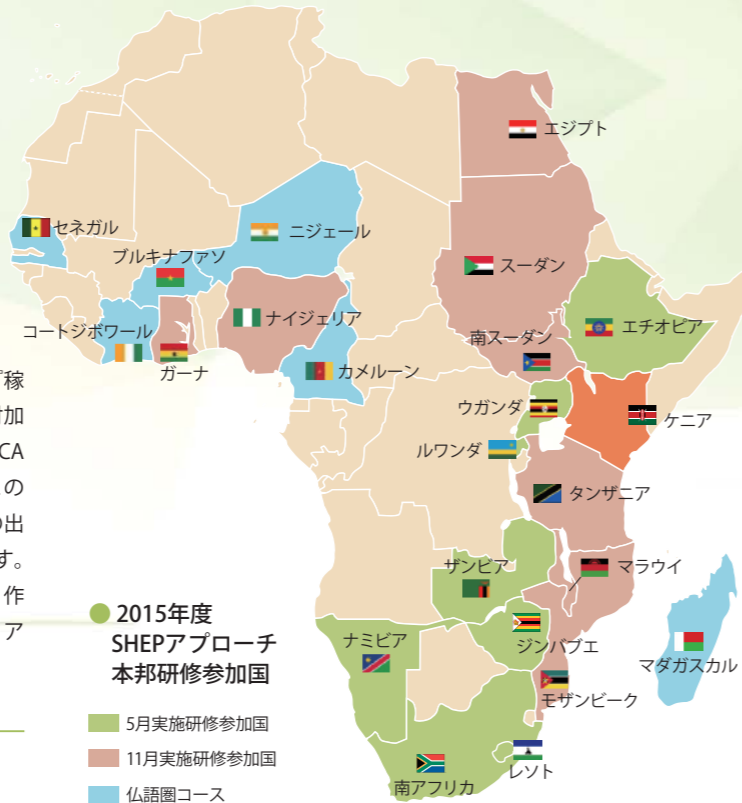 エジプト
セネガル
ニジェール
ブルキナファソ
スーダン
コートジボワール
ナイジェリア
エチオピア
南スーダン
ガーナ
カメルーン
ウガンダ
ケニア
ルワンダ
タンザニア
ザンビア
マラウイ
ナミビア
ジンバブエ
マダガスカル
モザンビーク
南アフリカ
レソト
稼
加
CA
の
出
す。
作
ア
2015年度
SHEPアプローチ
本邦研修参加国
5月実施研修参加国
11月実施研修参加国
仏語圏コース